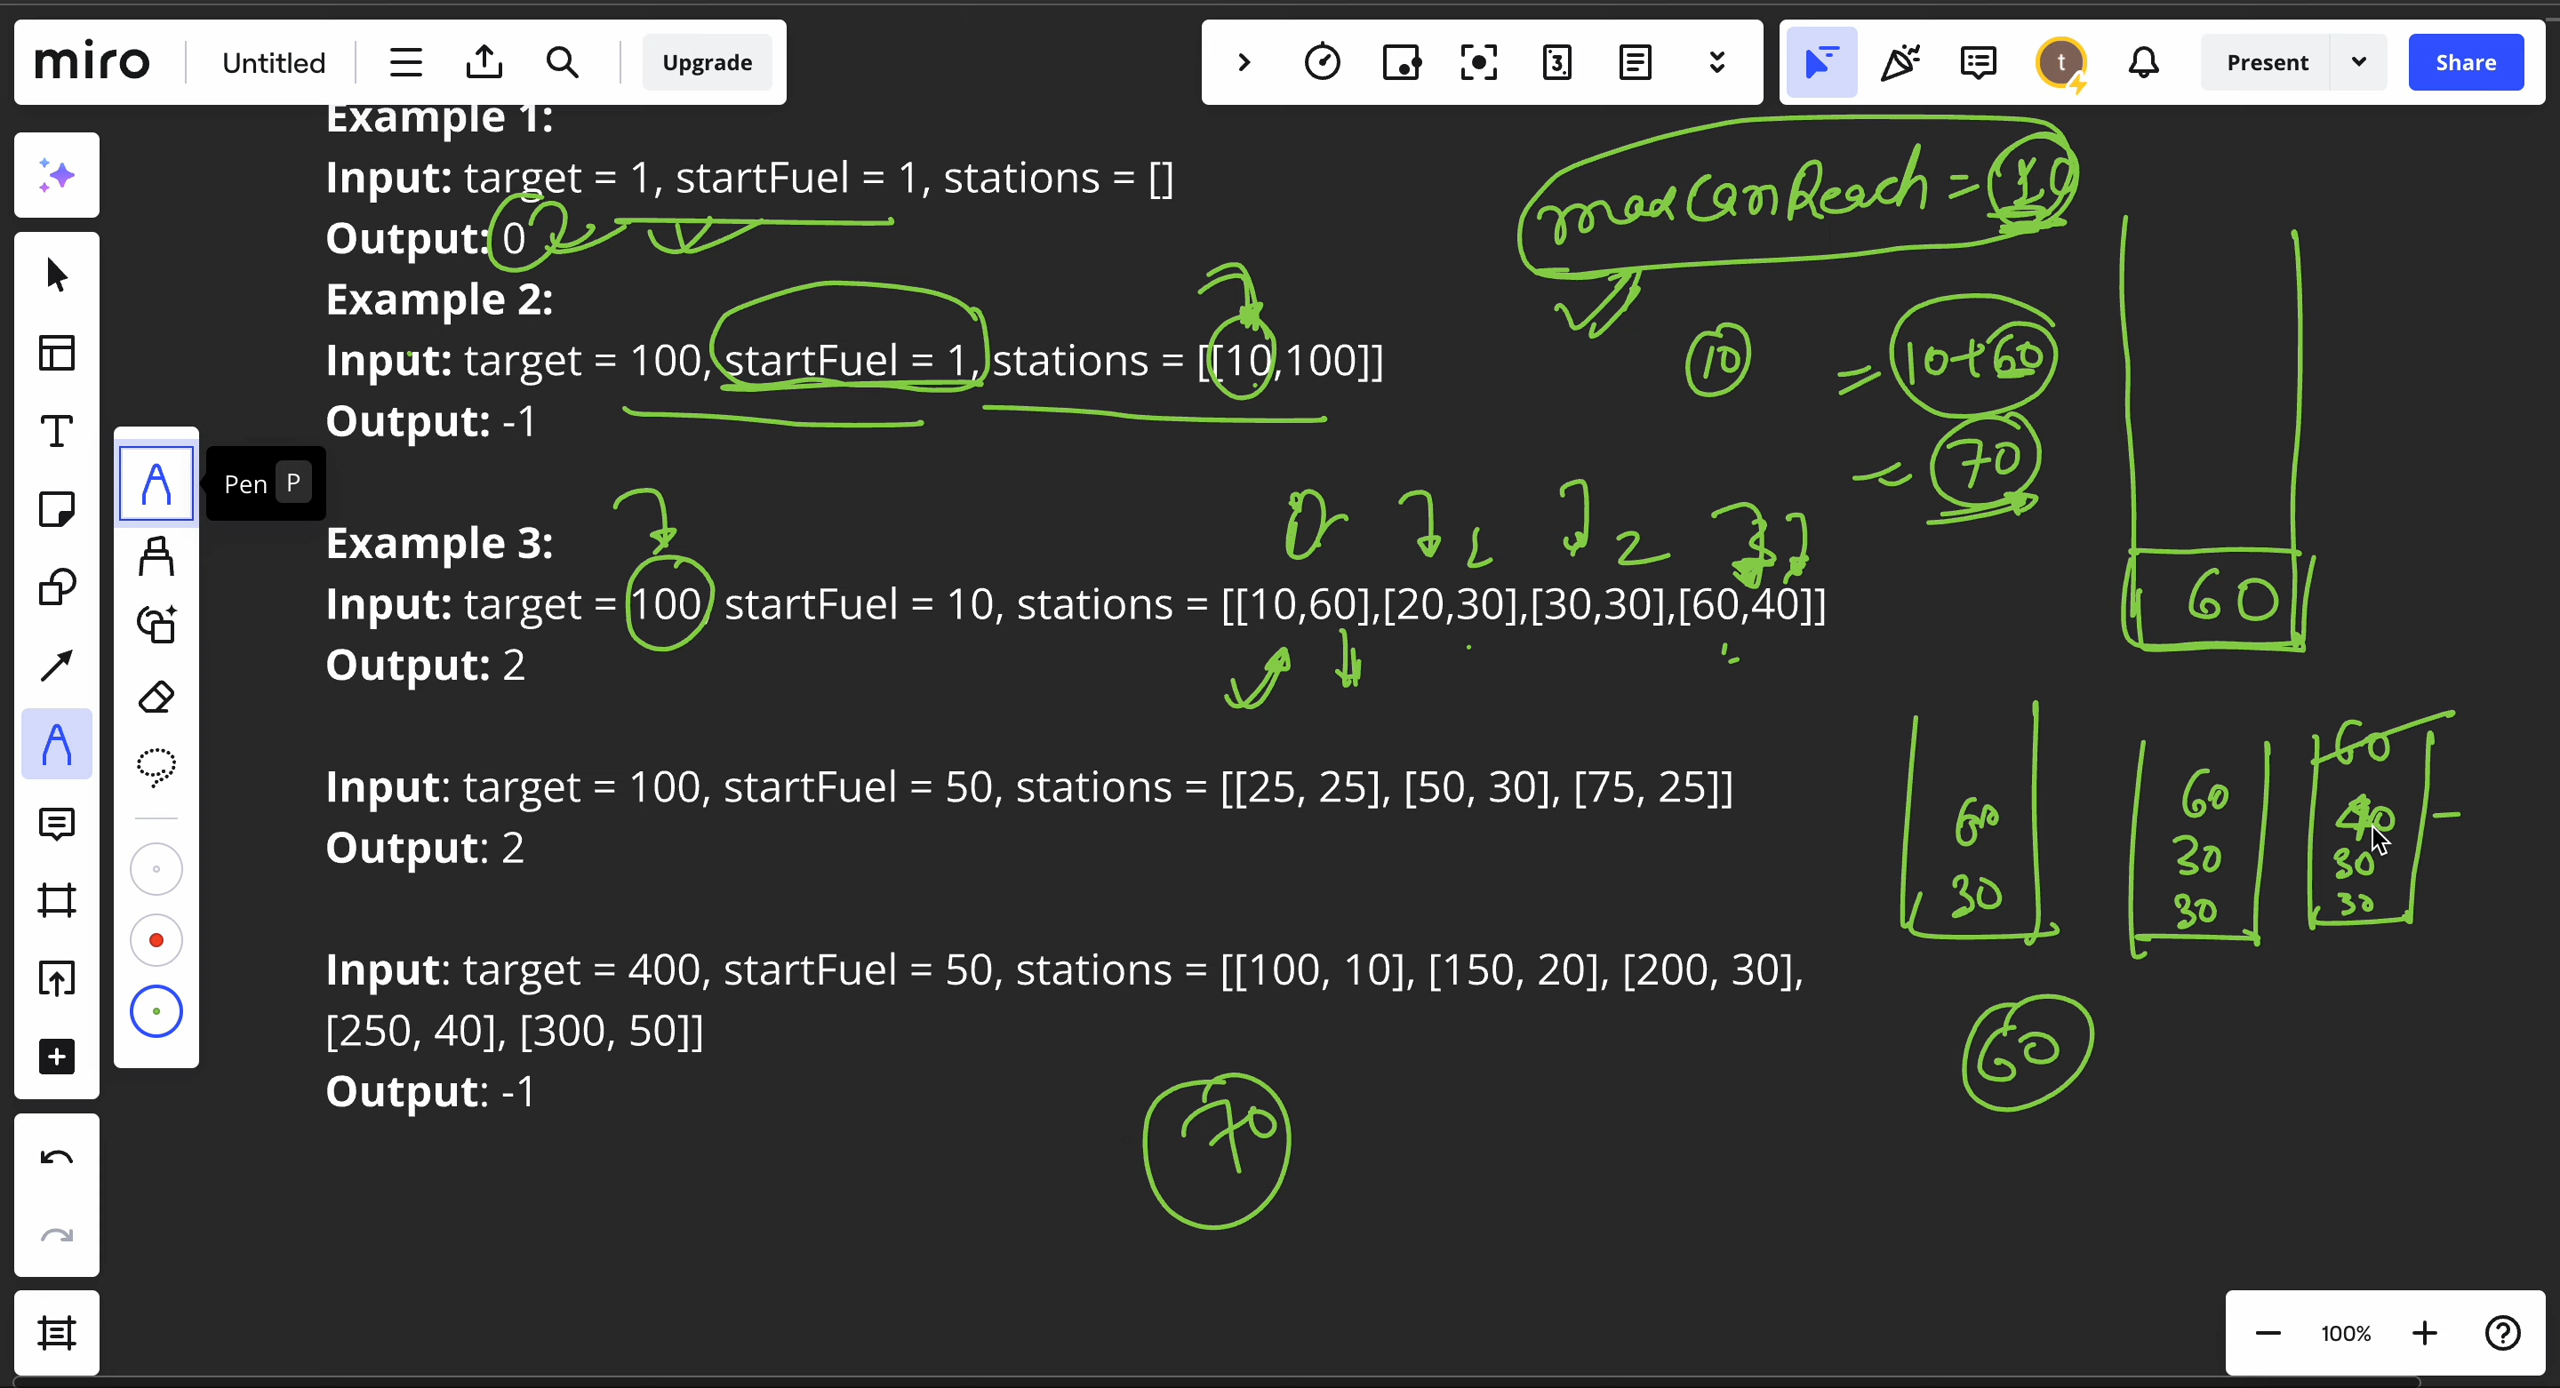 miro Untitled Upgrade Present Share
Example 1:
Input: target = 1, startFuel = 1, stations = []
Output: 0
Example 2:
Input: target = 100, startFuel = 1, stations = [[10,100]]
Output: -1
Pen P
Example 3:
Input: target = 100, startFuel = 10, stations = [[10,60],[20,30],[30,30],[60,40]]
Output: 2
Input: target = 100, startFuel = 50, stations = [[25, 25], [50, 30], [75, 25]]
Output: 2
Input: target = 400, startFuel = 50, stations = [[100, 10], [150, 20], [200, 30],
[250, 40], [300, 50]]
Output: -1
maxCanReach =
10
= 10+60
= 70
2
60
60
30
60
30
30
60
40
30
30
60
70
100%